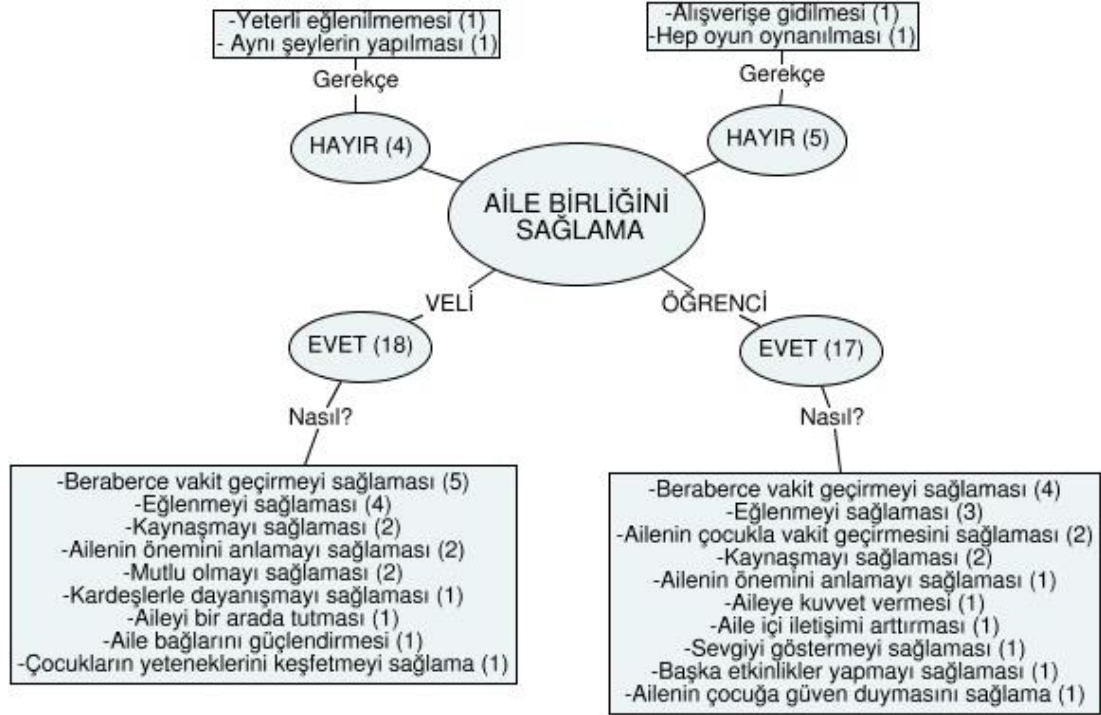 -Yeterli eğlenilmemesi (1)
- Aynı şeylerin yapılması (1)
Gerekçe
HAYIR (4)
-Alışverişe gidilmesi (1)
-Hep oyun oynanılması (1)
Gerekçe
HAYIR (5)
AİLE BİRLİĞİNİ
SAĞLAMA
VELİ
EVET (18)
Nasıl?
-Beraberce vakit geçirmeyi sağlaması (5)
-Eğlenmeyi sağlaması (4)
-Kaynaşmayı sağlaması (2)
-Ailenin önemini anlamayı sağlaması (2)
-Mutlu olmayı sağlaması (2)
-Kardeşlerle dayanışmayı sağlaması (1)
-Aileyi bir arada tutması (1)
-Aile bağlarını güçlendirmesi (1)
-Çocukların yeteneklerini keşfetmeyi sağlama (1)
ÖĞRENCİ
EVET (17)
Nasıl?
-Beraberce vakit geçirmeyi sağlaması (4)
-Eğlenmeyi sağlaması (3)
-Ailenin çocukla vakit geçirmesini sağlaması (2)
-Kaynaşmayı sağlaması (2)
-Ailenin önemini anlamayı sağlaması (1)
-Aileye kuvvet vermesi (1)
-Aile içi iletişimi arttırması (1)
-Sevgiyi göstermeyi sağlaması (1)
-Başka etkinlikler yapmayı sağlaması (1)
-Ailenin çocuğa güven duymasını sağlama (1)